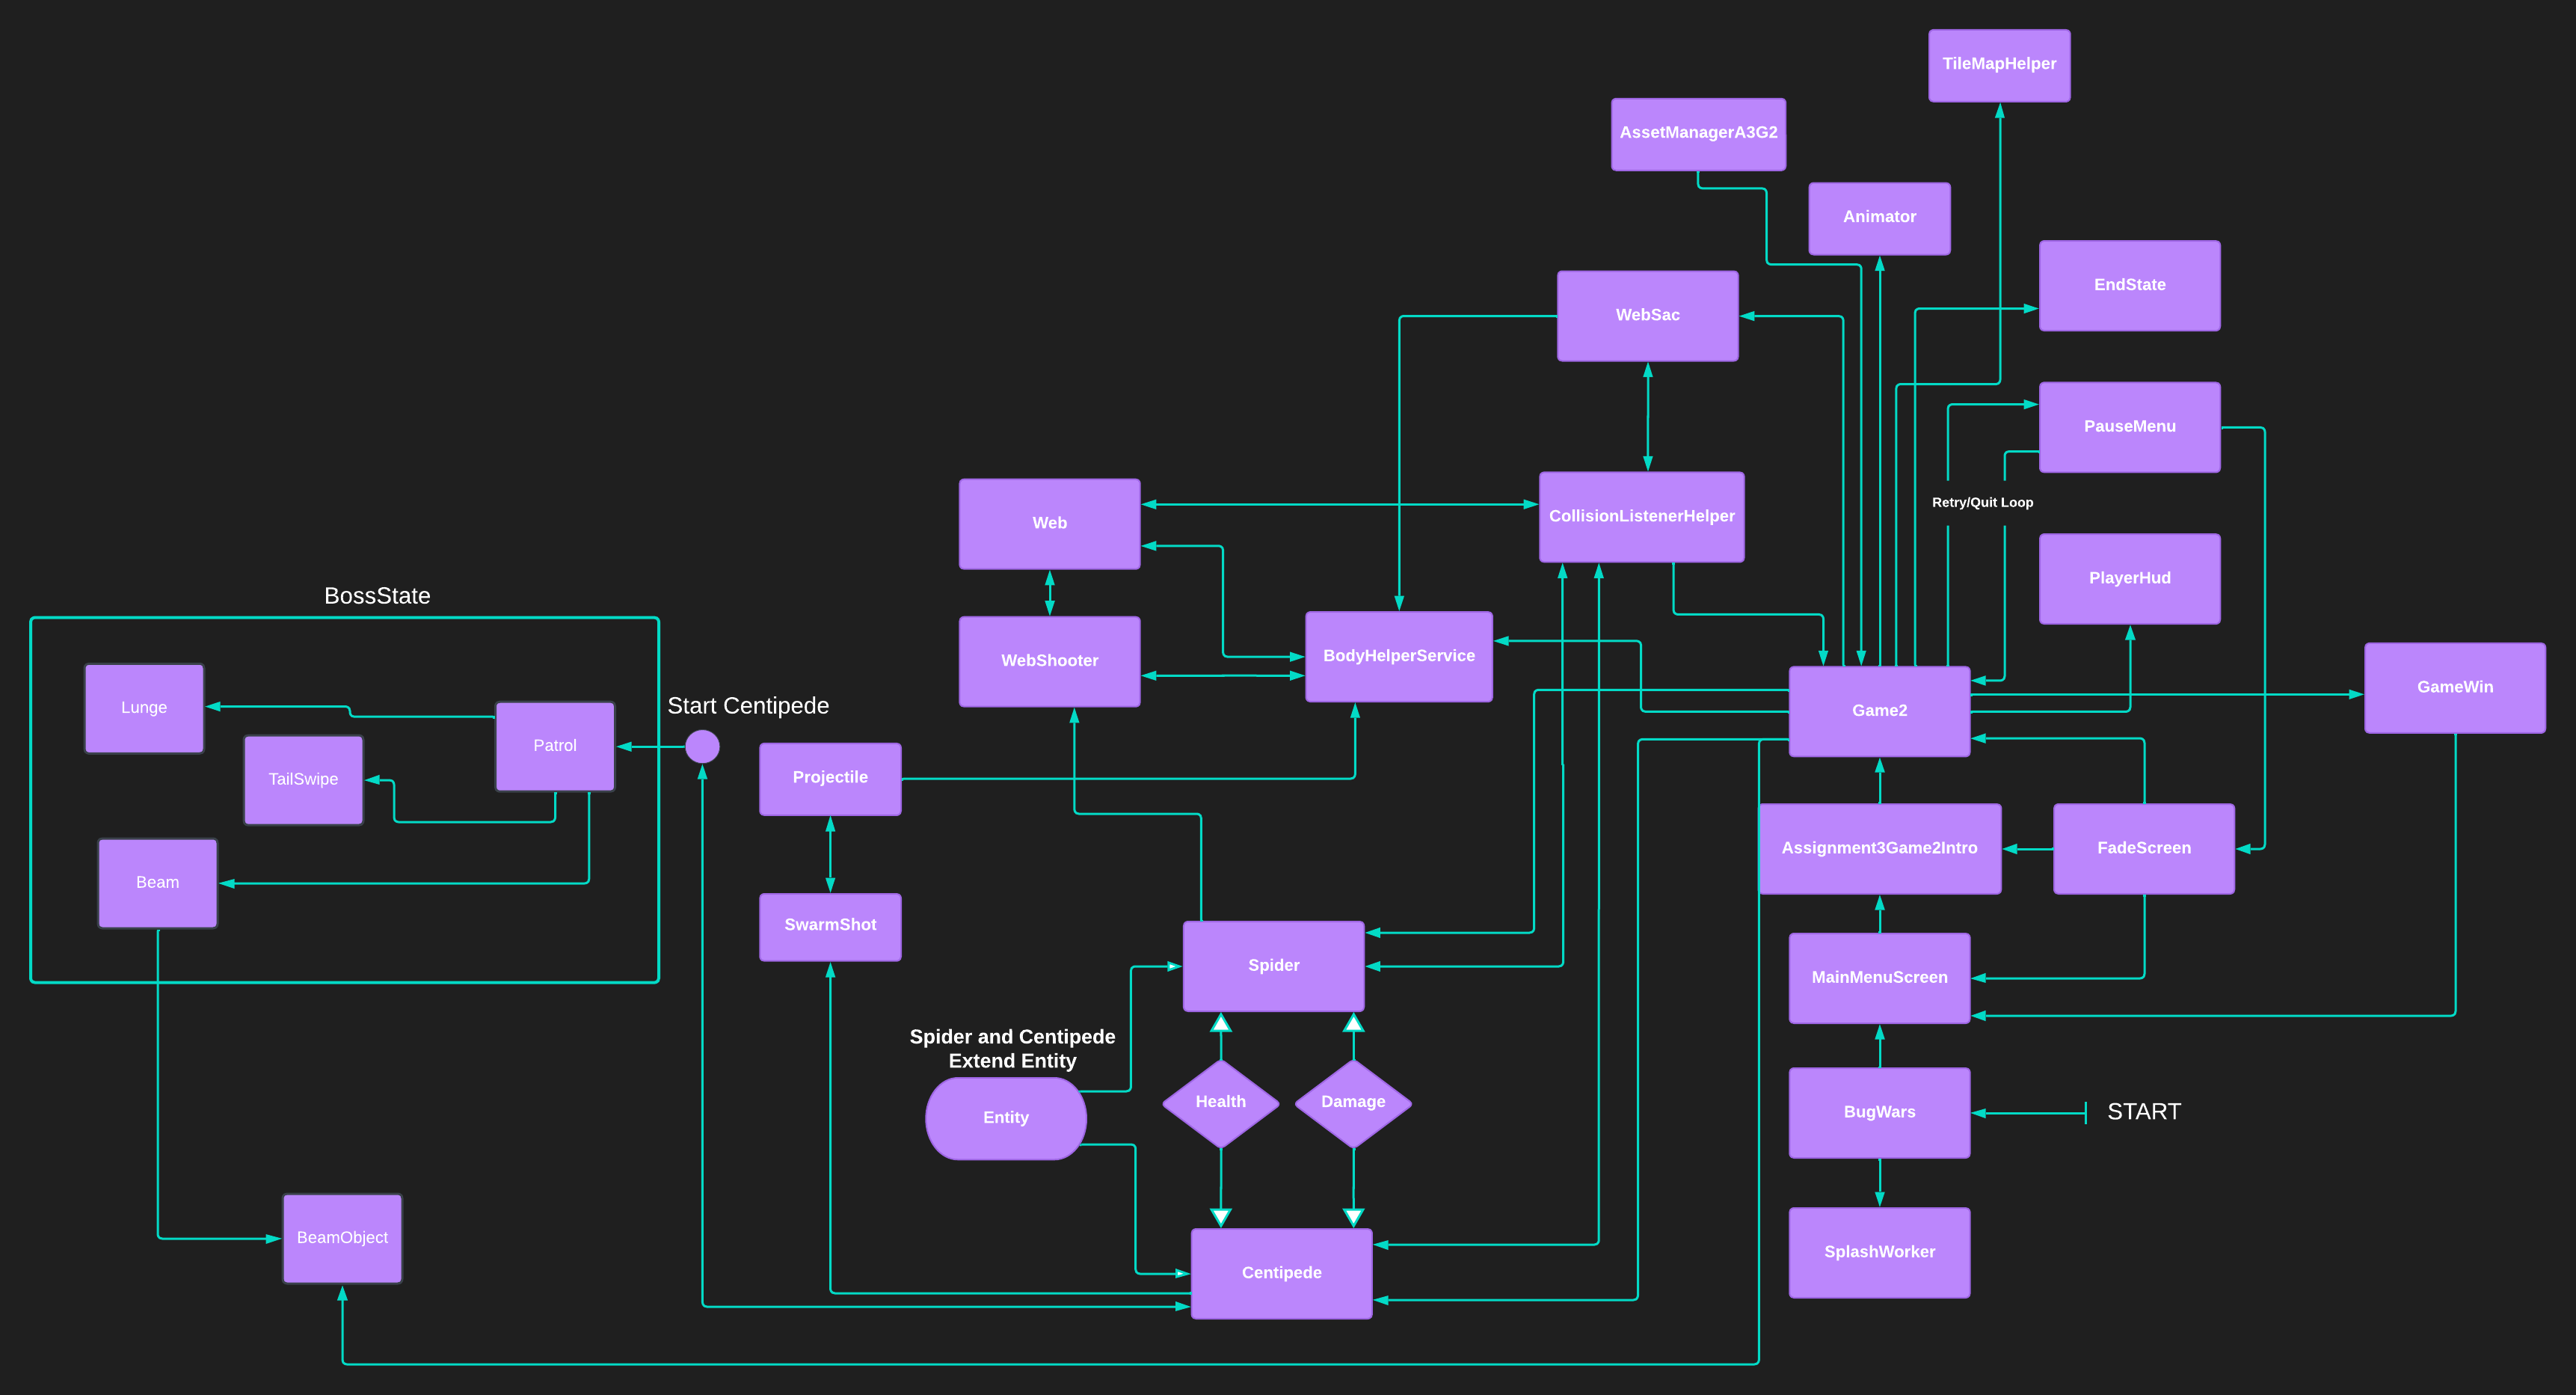 TileMapHelper
AssetManagerA3G2
Animator
EndState
WebSac
PauseMenu
Retry/Quit Loop
Web
CollisionListenerHelper
PlayerHud
BossState
WebShooter
BodyHelperService
GameWin
Lunge
Start Centipede
Game2
Patrol
TailSwipe
Projectile
Assignment3Game2Intro
FadeScreen
Beam
SwarmShot
Spider
MainMenuScreen
Spider and Centipede
Extend Entity
Health
Damage
Entity
BugWars
START
BeamObject
SplashWorker
Centipede